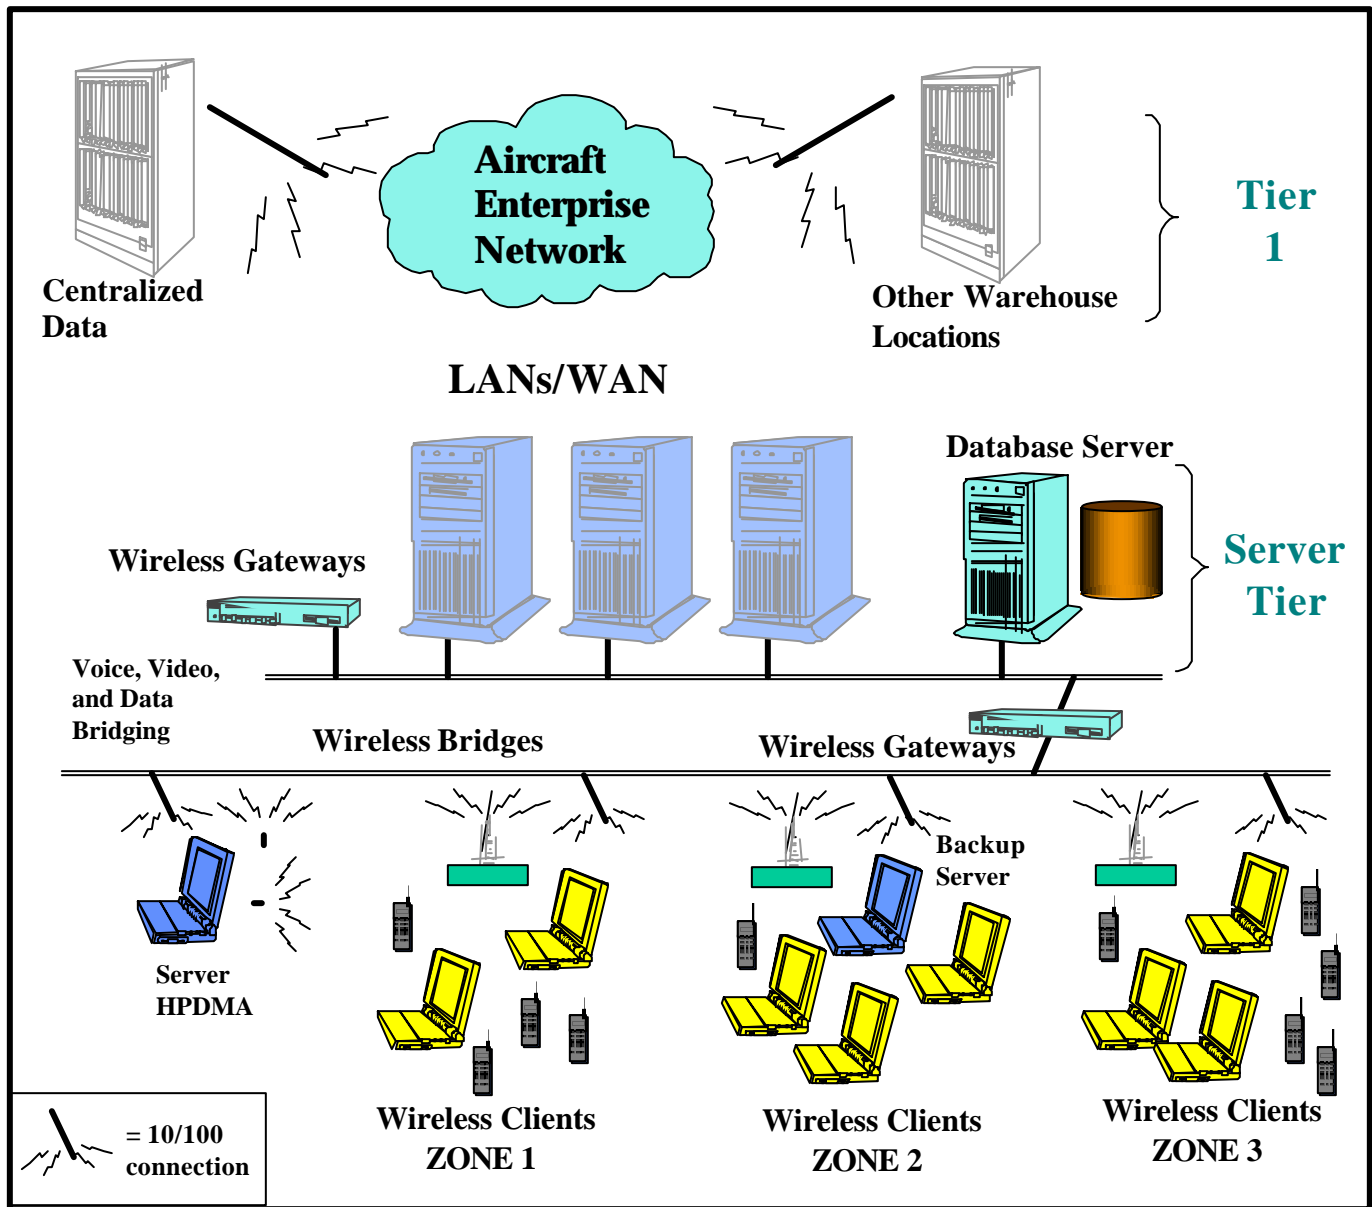 Aircraft
Enterprise
Network
Tier
1
Centralized
Data
Other Warehouse
Locations
LANs/WAN
Database Server
Wireless Gateways
Server
Tier
Voice, Video,
and Data
Bridging
Wireless Bridges
Wireless Gateways
Backup
Server
Server
HPDMA
Wireless Clients
ZONE 1
Wireless Clients
ZONE 2
Wireless Clients
ZONE 3
= 10/100
connection